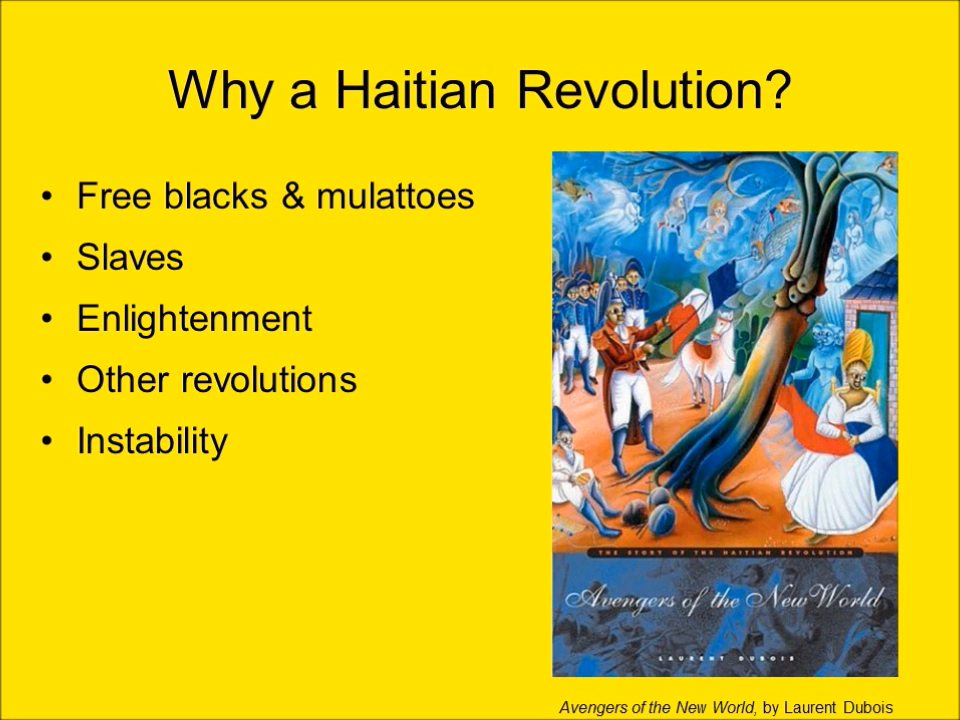 Why a Haitian Revolution?
• Free blacks & mulattoes
• Slaves
• Enlightenment
• Other revolutions
• Instability
THE STORY OF THE HAITIAN REVOLUTION
Avengers of the New World
LAURENT DUBOIS
Avengers of the New World, by Laurent Dubois